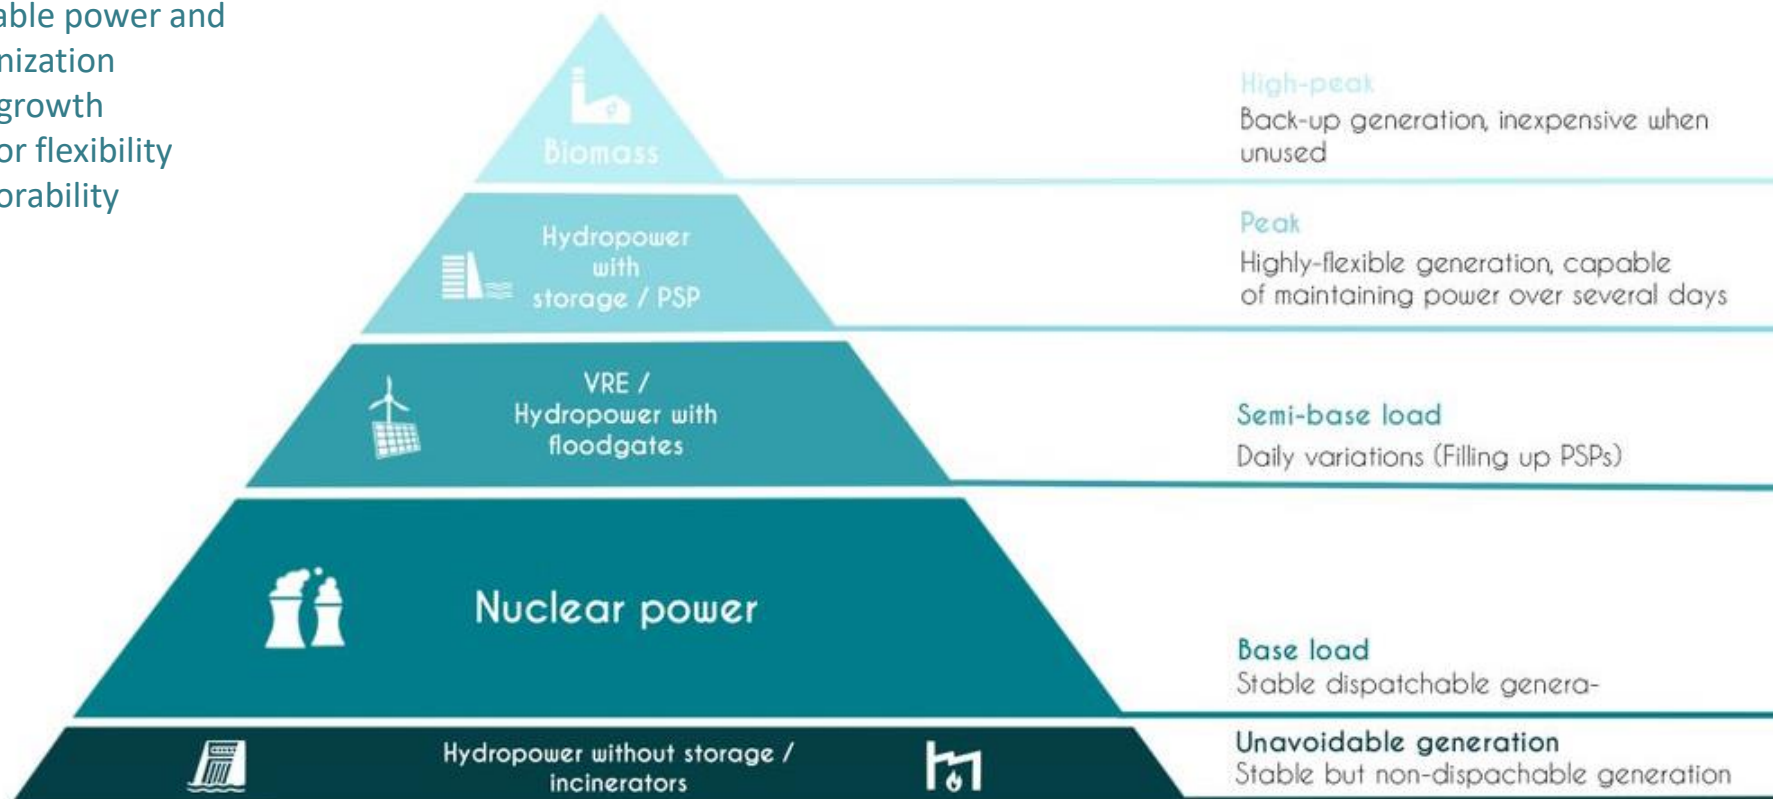 able power and
nization
growth
or flexibility
orability
Biomass
High-peak
Back-up generation, inexpensive when
unused
Hydropower
with
storage / PSP
Peak
Highly-flexible generation, capable
of maintaining power over several days
VRE /
Hydropower with
floodgates
Semi-base load
Daily variations (Filling up PSPs)
Nuclear power
Base load
Stable dispatchable genera-
Hydropower without storage /
incinerators
Unavoidable generation
Stable but non-dispachable generation